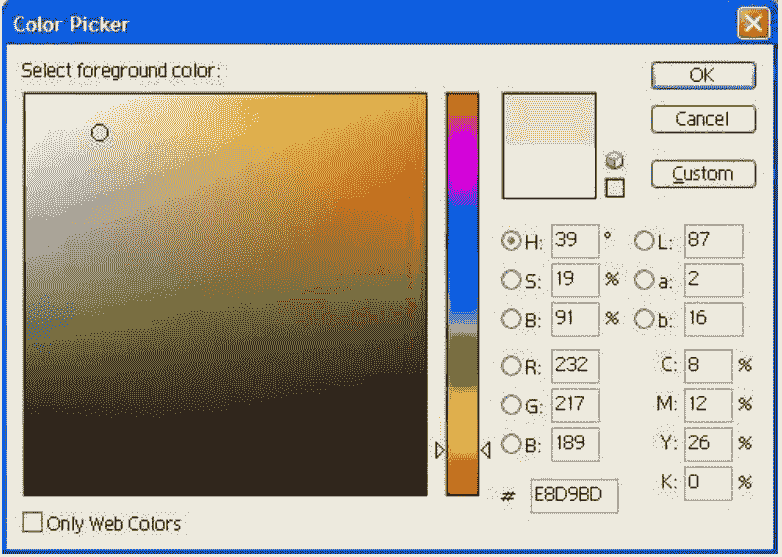 Color Picker
Select foreground color:
OK
Cancel
Custom
H: 39 °
S: 19 %
B: 91 %
R: 232
G: 217
B: 189
# E8D9BD
L: 87
a: 2
b: 16
C: 8 %
M: 12 %
Y: 26 %
K: 0 %
Only Web Colors